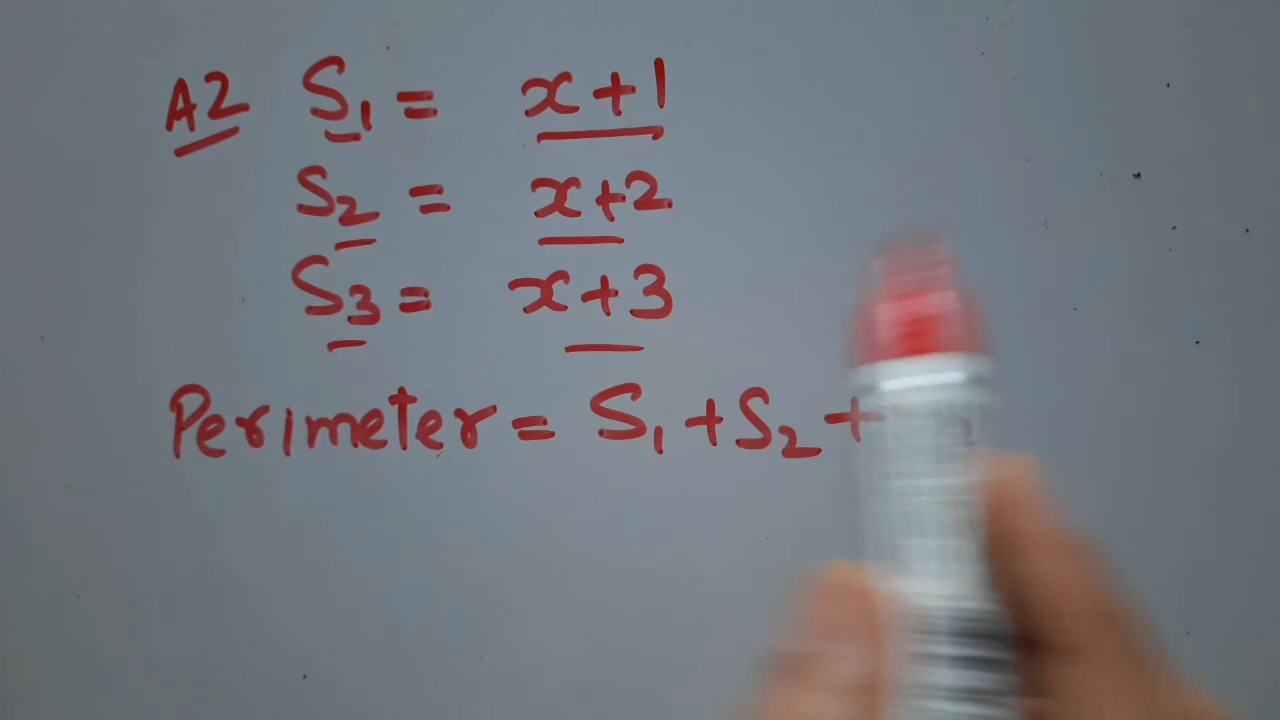 A2 S₁ = x+1
S₂ = x+2
S₃ = x+3
Perimeter = S₁+S₂+